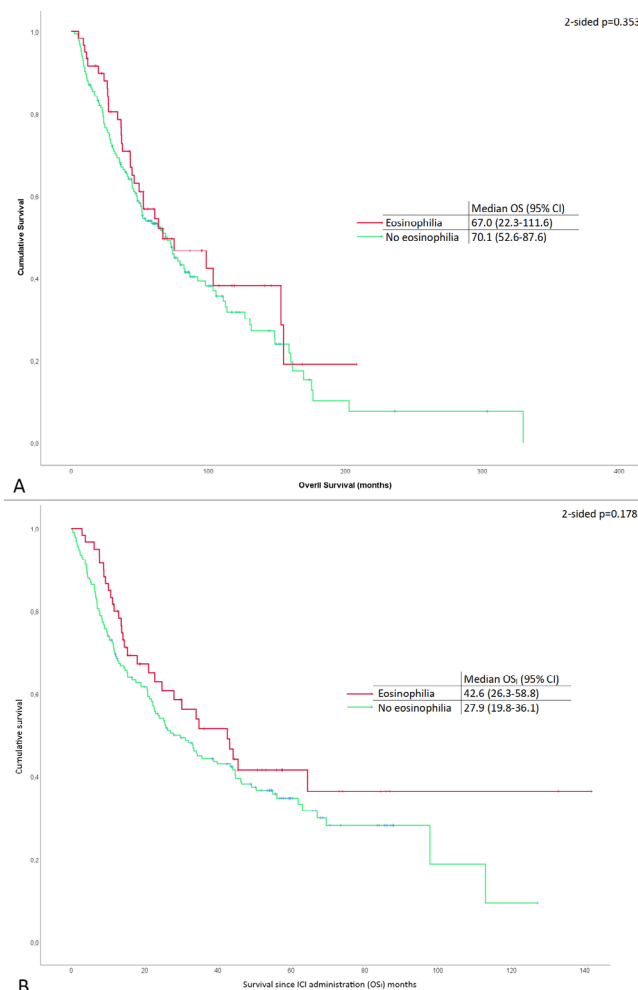 2-sided p=0.353
1,0
0,8
0,6
0,4
0,2
0,0
Cumulative Survival
Median OS (95% CI)
Eosinophilia 67.0 (22.3-111.6)
No eosinophilia 70.1 (52.6-87.6)
0 100 200 300 400
Overll Survival (months)
A
2-sided p=0.178
1,0
0,8
0,6
0,4
0,2
0,0
Cumulative survival
Median OSI (95% CI)
Eosinophilia 42.6 (26.3-58.8)
No eosinophilia 27.9 (19.8-36.1)
0 20 40 60 80 100 120 140
Survival since ICI administration (OSI) months
B